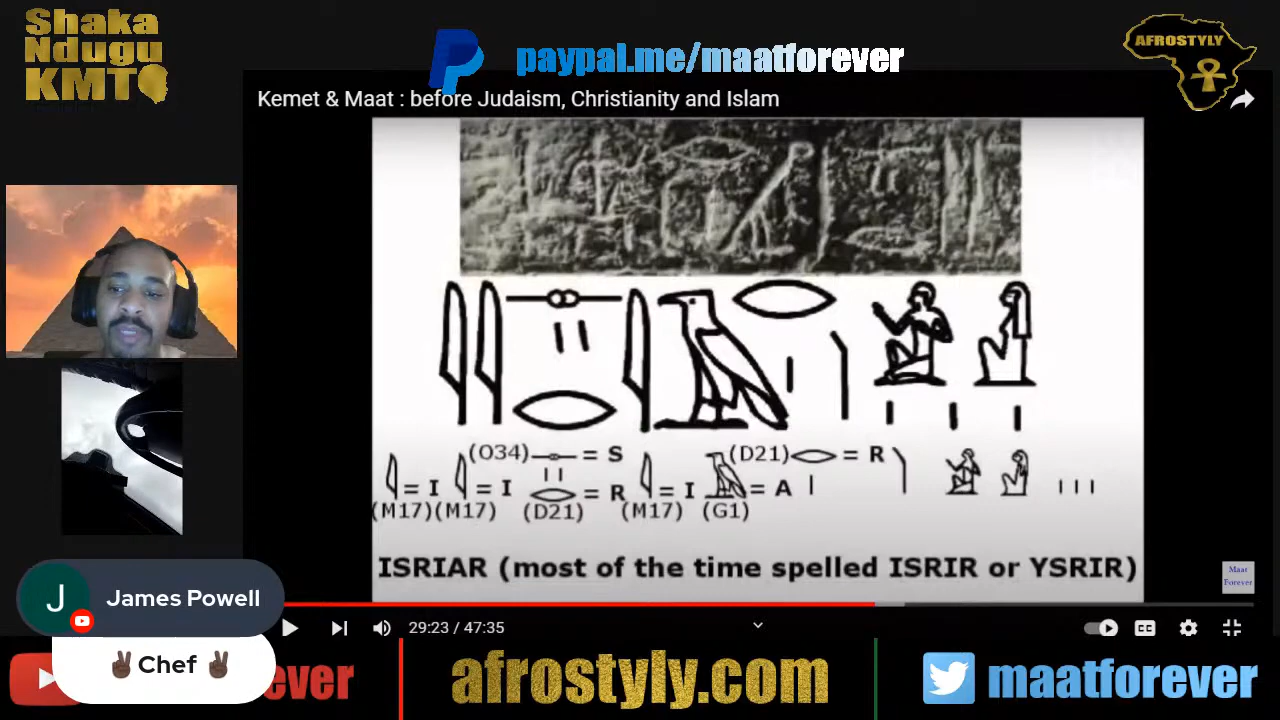 Shaka
Ndugu
KMT
paypal.me/maatforever
AFROSTYLY
Kemet & Maat : before Judaism, Christianity and Islam
(O34) = S (D21) = R
= I = I = R = I = A
(M17)(M17) (D21) (M17) (G1)
ISRIAR (most of the time spelled ISRIR or YSRIR)
Maat
Forever
James Powell
29:23 / 47:35
CC
✌🏿Chef✌🏿
ever
afrostyly.com
maatforever